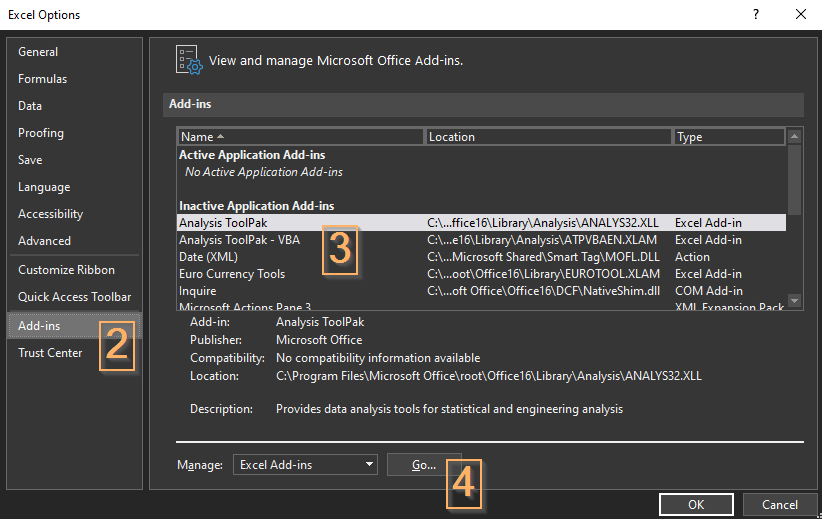 Excel Options
?
General
Formulas
Data
Proofing
Save
Language
Accessibility
Advanced
Customize Ribbon
Quick Access Toolbar
Add-ins
2
Trust Center
View and manage Microsoft Office Add-ins.
Add-ins
Name Location Type
Active Application Add-ins
No Active Application Add-ins
Inactive Application Add-ins
Analysis ToolPak C:\...ffice16\Library\Analysis\ANALYS32.XLL Excel Add-in
Analysis ToolPak - VBA C:\...e16\Library\Analysis\ATPVBAEN.XLAM Excel Add-in
3
Date (XML) C:\...Microsoft Shared\Smart Tag\MOFL.DLL Action
Euro Currency Tools C:\...oot\Office16\Library\EUROTOOL.XLAM Excel Add-in
Inquire C:\...oft Office\Office16\DCF\NativeShim.dll COM Add-in
Microsoft Actions Pane 3 XML Expansion Pack
Add-in: Analysis ToolPak
Publisher: Microsoft Office
Compatibility: No compatibility information available
Location: C:\Program Files\Microsoft Office\root\Office16\Library\Analysis\ANALYS32.XLL
Description: Provides data analysis tools for statistical and engineering analysis
Manage: Excel Add-ins Go...
4
OK Cancel